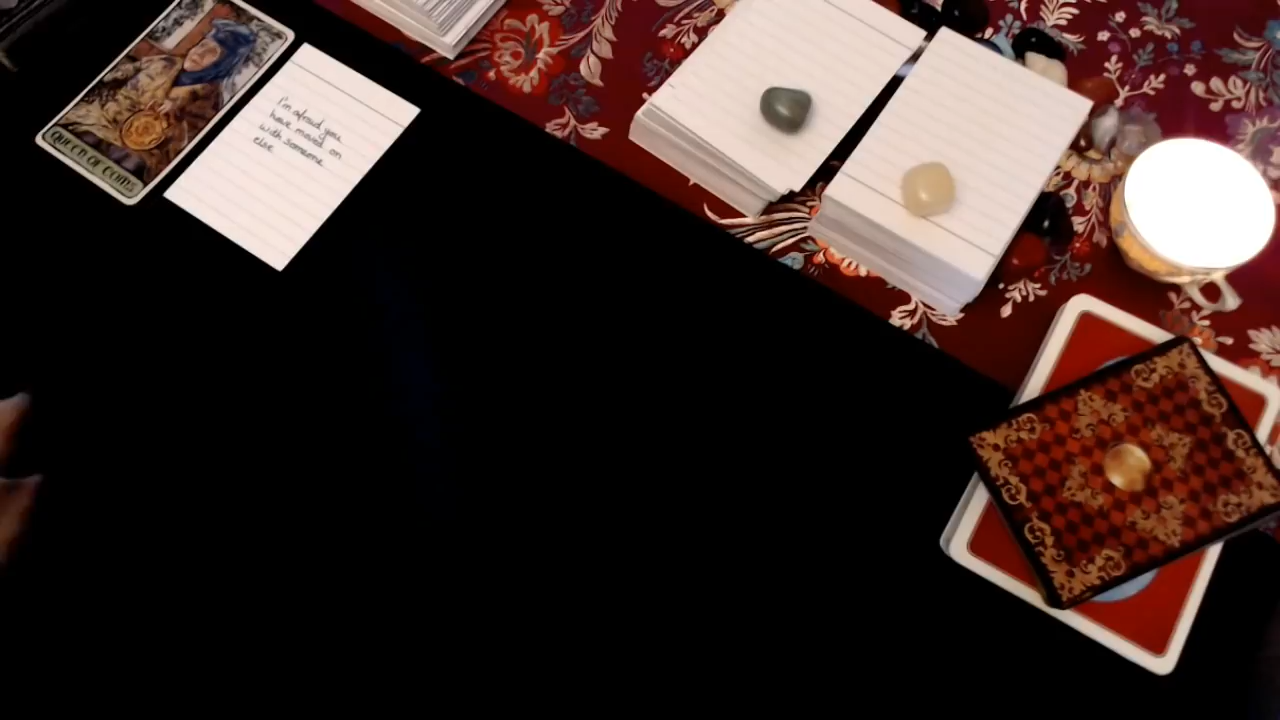 QUEEN OF COINS
I'm afraid you
have moved on
with someone
else